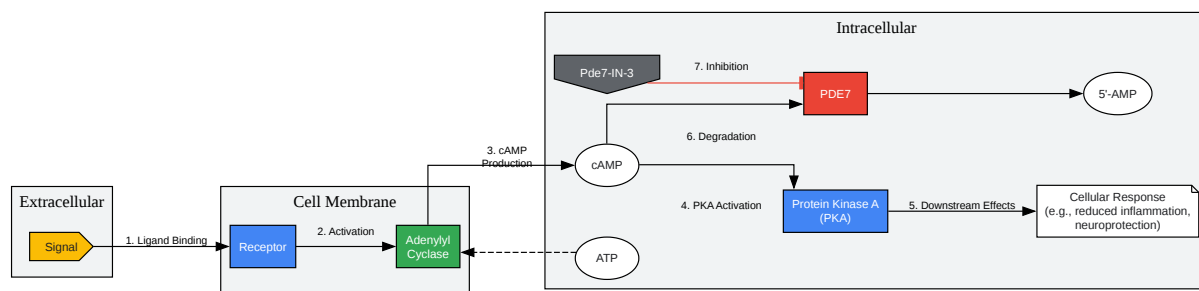 Intracellular
Pde7-IN-3
7. Inhibition
PDE7
5'-AMP
6. Degradation
3. cAMP
Production
cAMP
Extracellular
Cell Membrane
Protein Kinase A
(PKA)
4. PKA Activation
5. Downstream Effects
Cellular Response
(e.g., reduced inflammation,
neuroprotection)
Signal
1. Ligand Binding
Receptor
2. Activation
Adenylyl
Cyclase
ATP